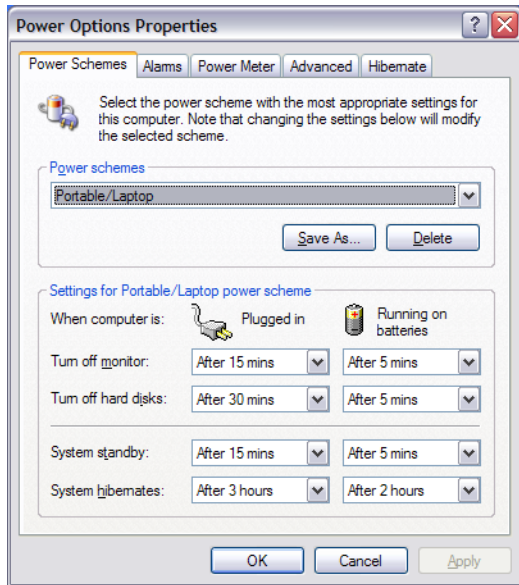 Power Options Properties
Power Schemes Alarms Power Meter Advanced Hibernate
Select the power scheme with the most appropriate settings for
this computer. Note that changing the settings below will modify
the selected scheme.
Power schemes
Portable/Laptop
Save As... Delete
Settings for Portable/Laptop power scheme
When computer is: Plugged in Running on
batteries
Turn off monitor: After 15 mins After 5 mins
Turn off hard disks: After 30 mins After 5 mins
System standby: After 15 mins After 5 mins
System hibernates: After 3 hours After 2 hours
OK Cancel Apply